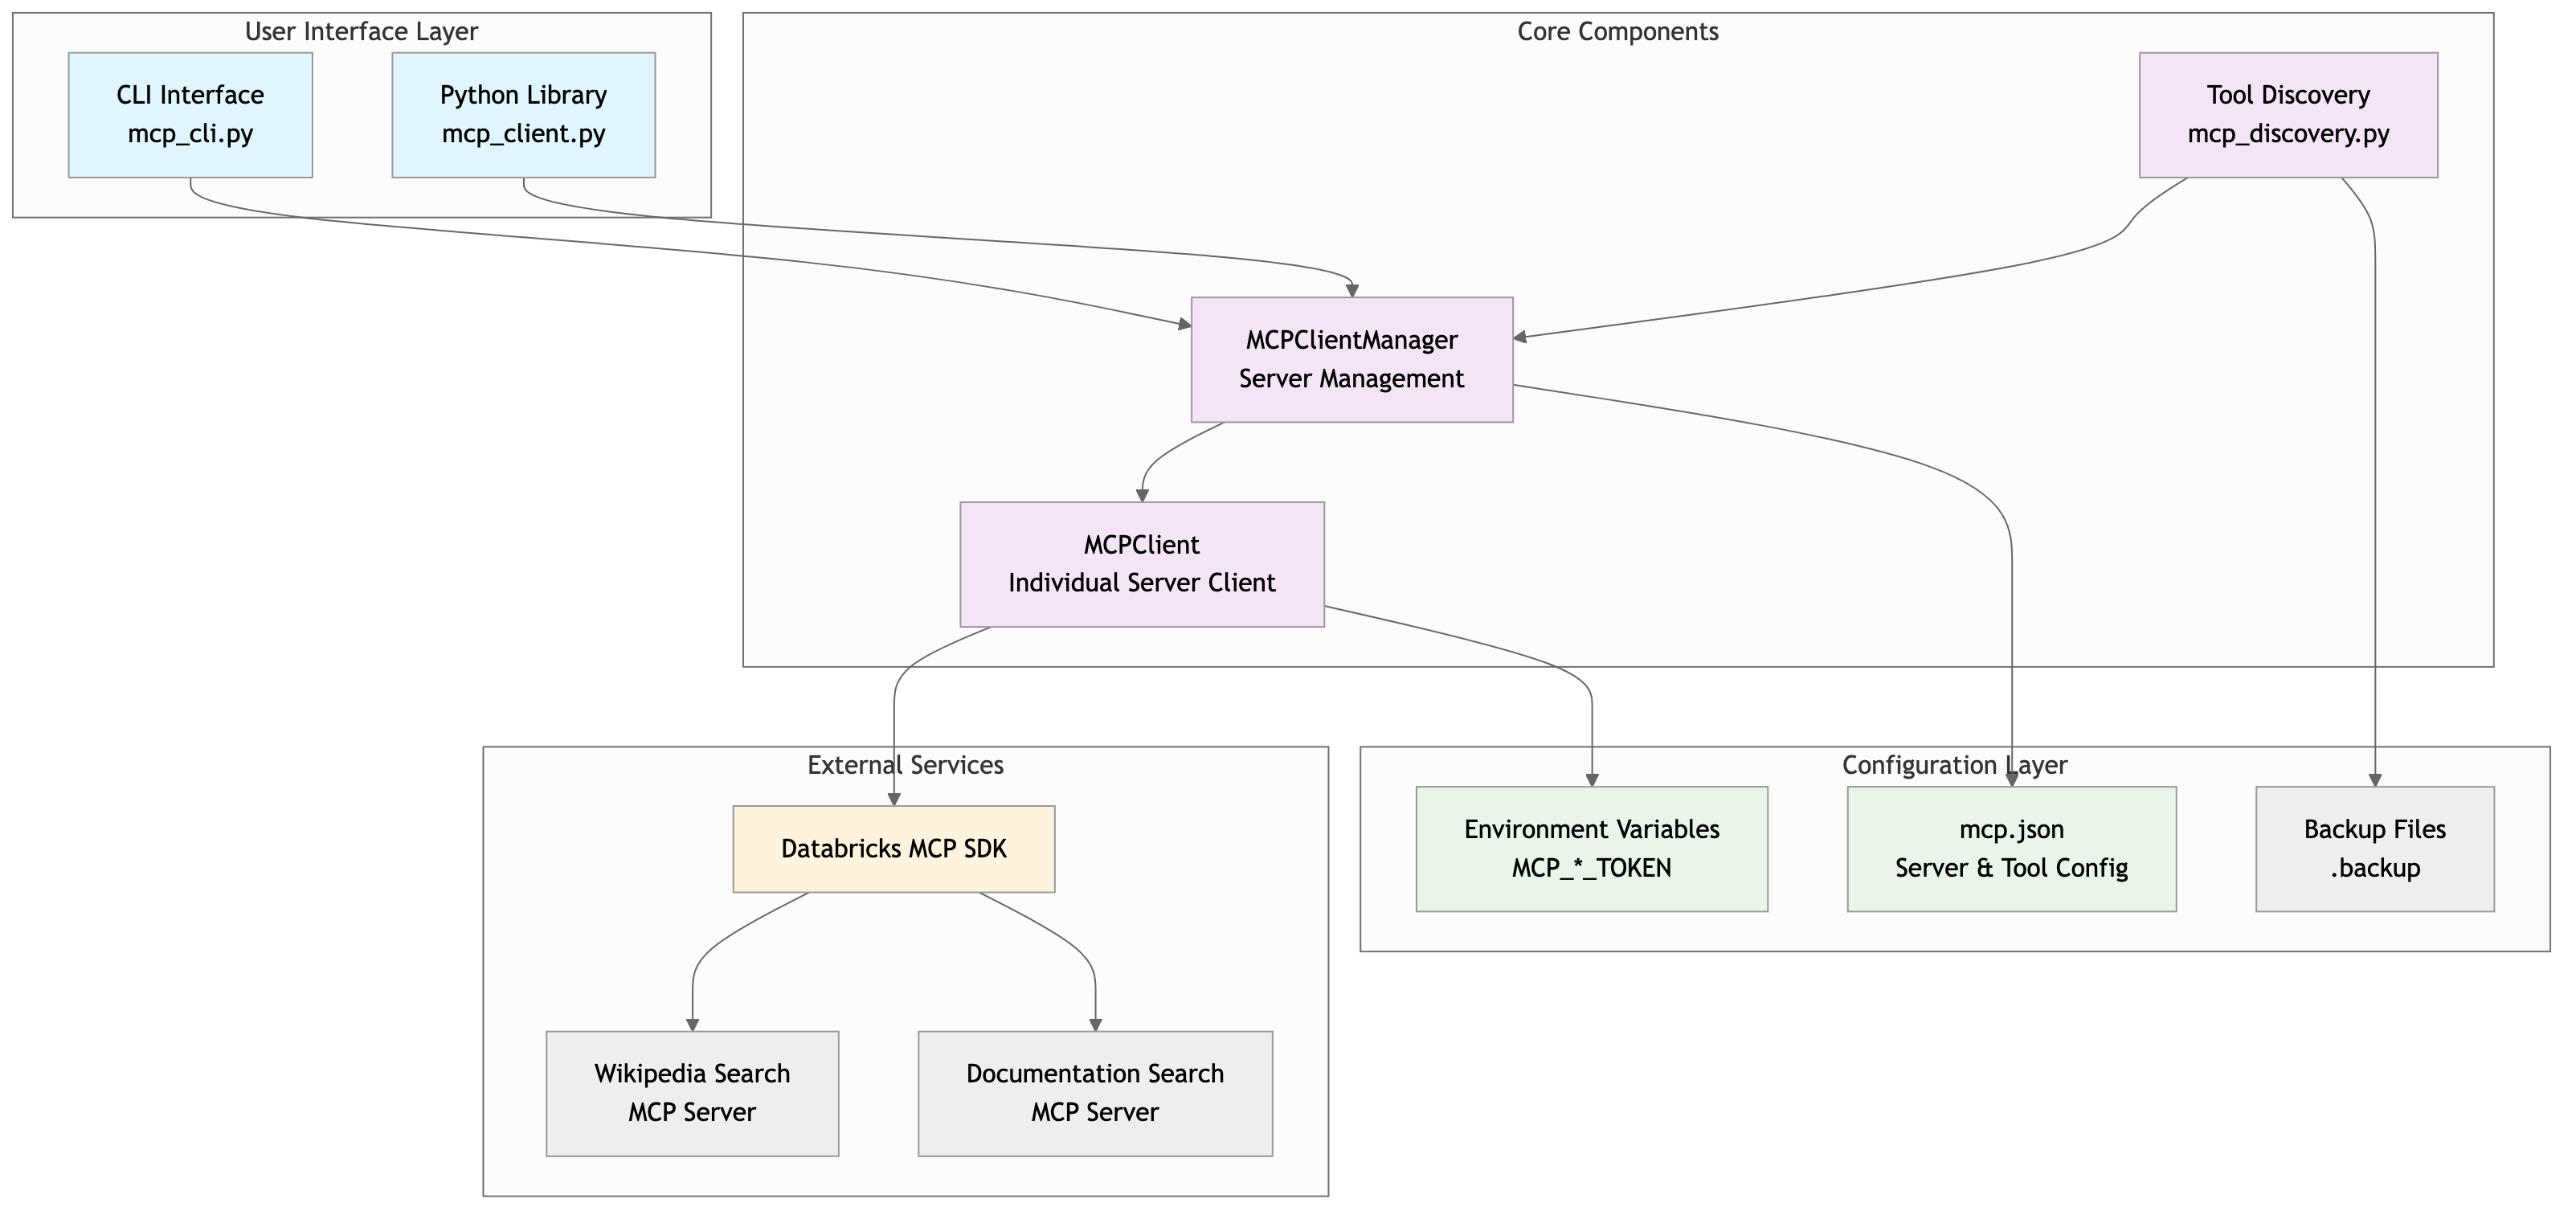 User Interface Layer
CLI Interface
mcp_cli.py
Python Library
mcp_client.py
Core Components
Tool Discovery
mcp_discovery.py
MCPClientManager
Server Management
MCPClient
Individual Server Client
External Services
Databricks MCP SDK
Wikipedia Search
MCP Server
Documentation Search
MCP Server
Configuration Layer
Environment Variables
MCP_*_TOKEN
mcp.json
Server & Tool Config
Backup Files
.backup